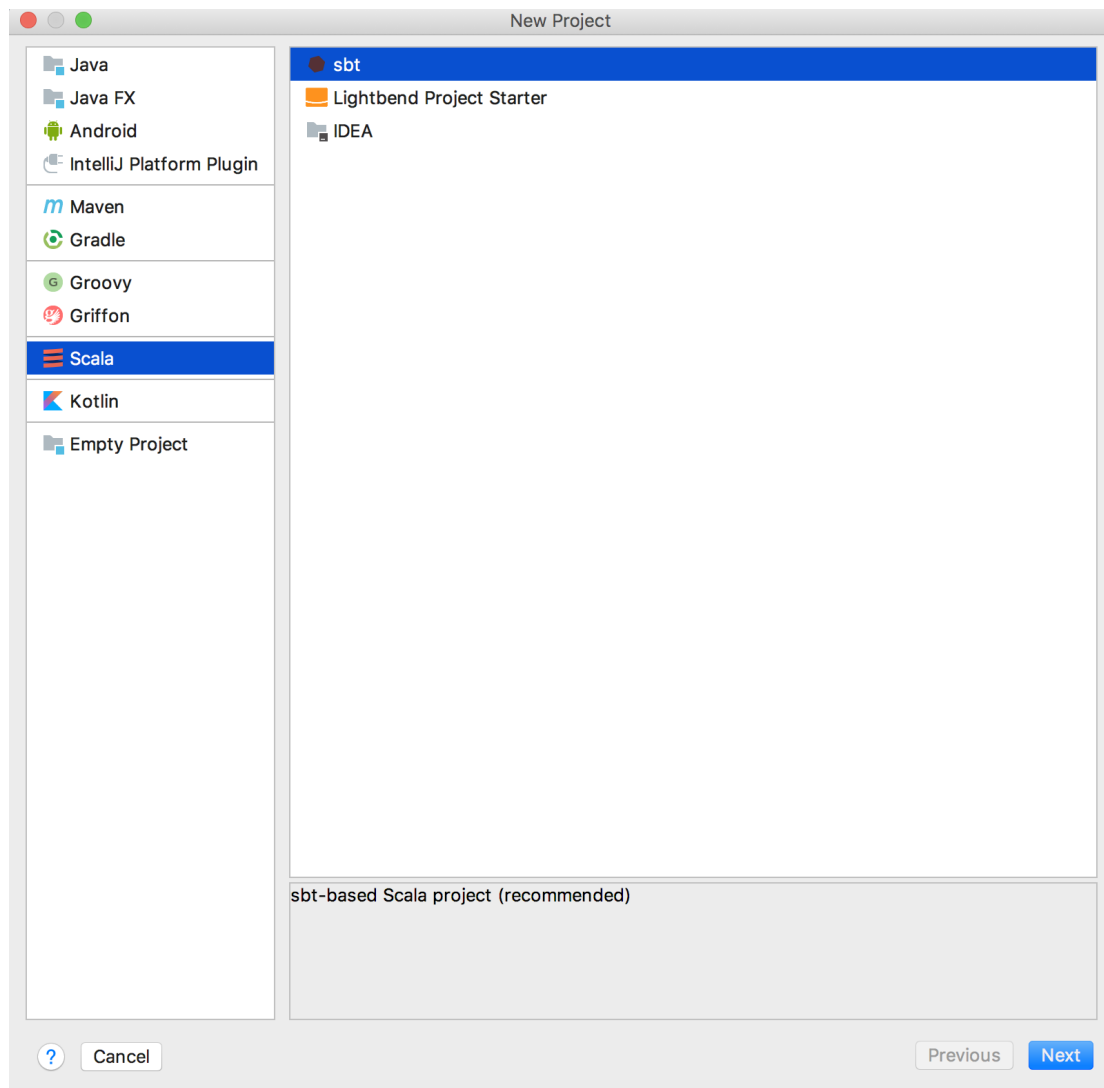 New Project
Java
Java FX
Android
IntelliJ Platform Plugin
Maven
Gradle
Groovy
Griffon
Scala
Kotlin
Empty Project
sbt
Lightbend Project Starter
IDEA
sbt-based Scala project (recommended)
?
Cancel
Previous
Next